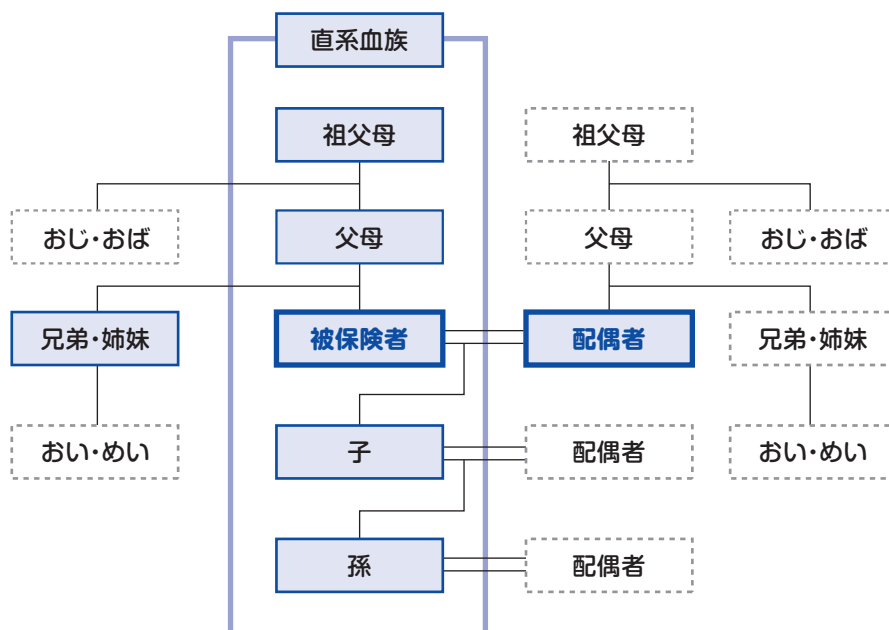 直系血族
祖父母
祖父母
おじ・おば
父母
父母
おじ・おば
兄弟・姉妹
被保険者
配偶者
兄弟・姉妹
おい・めい
子
配偶者
おい・めい
孫
配偶者